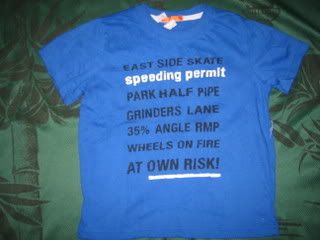 EAST SIDE SKATE
speeding permit
PARK HALF PIPE
GRINDERS LANE
35% ANGLE RMP
WHEELS ON FIRE
AT OWN RISK!